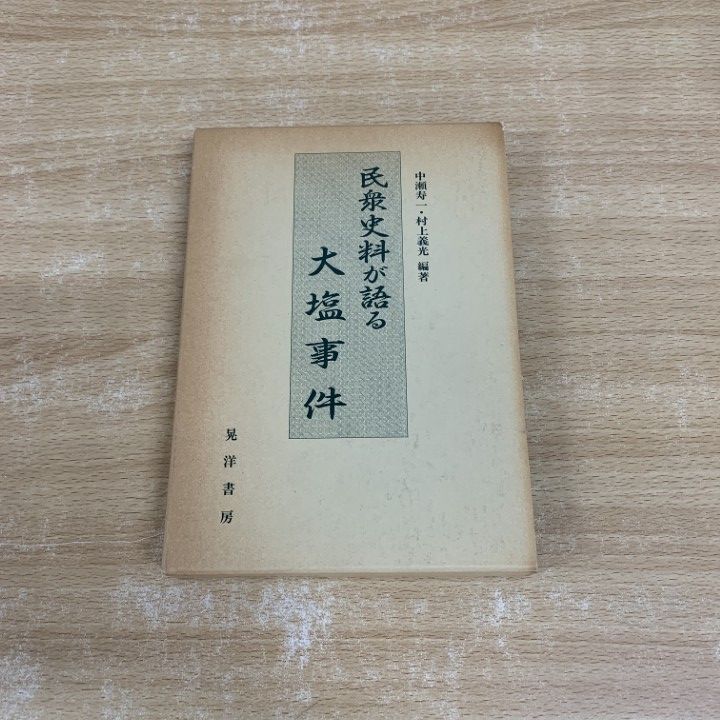 中瀬寿一・村上義光 編著
民衆史料が語る
大塩事件
晃洋書房